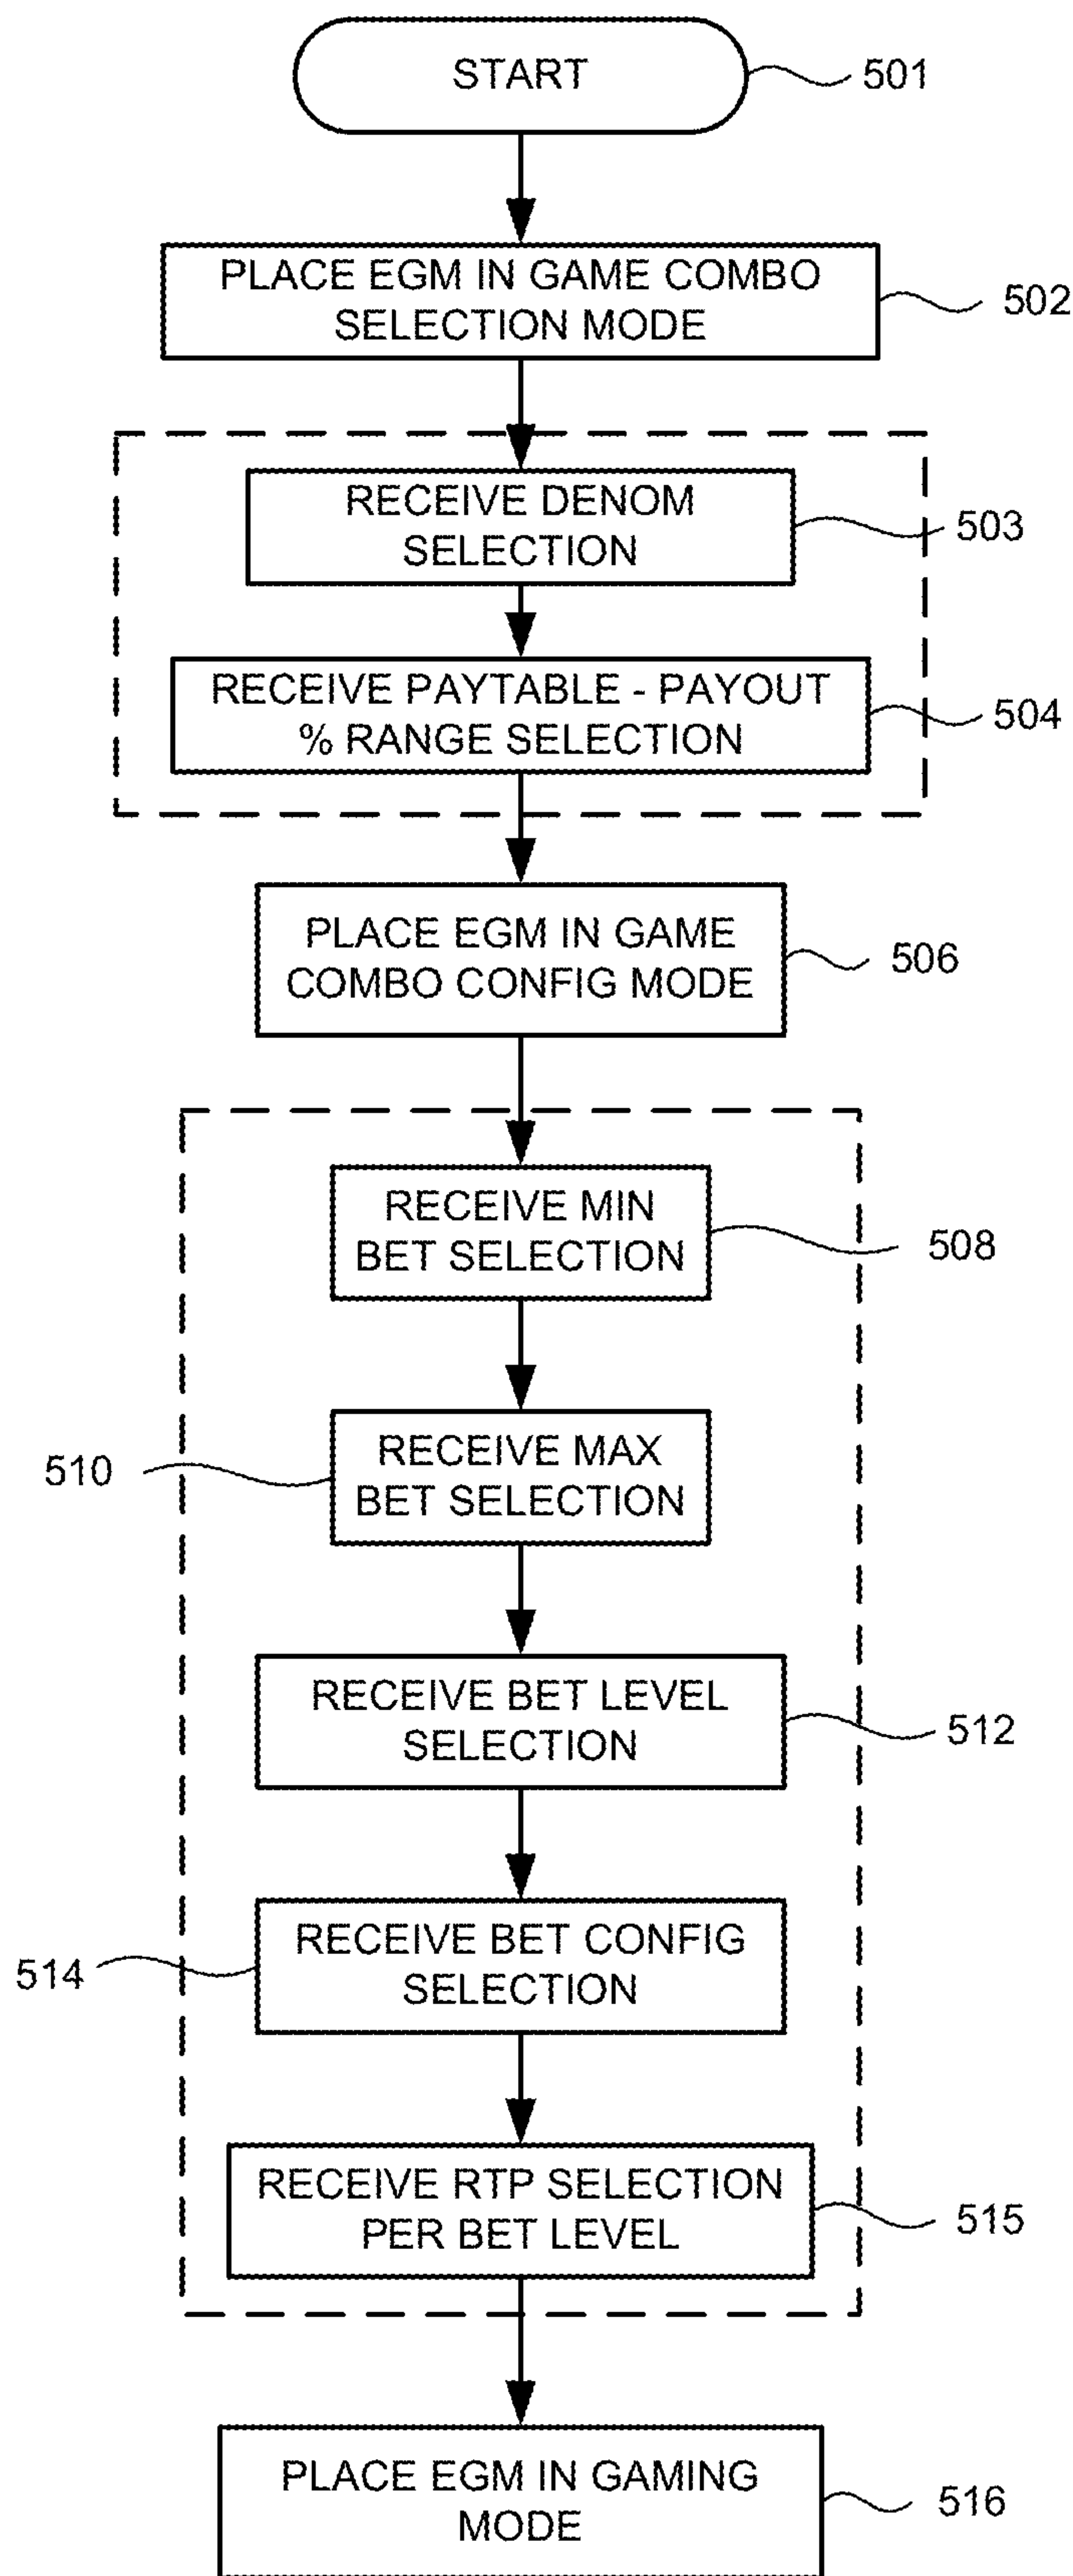 START
501
PLACE EGM IN GAME COMBO
SELECTION MODE
502
RECEIVE DENOM
SELECTION
503
RECEIVE PAYTABLE - PAYOUT
% RANGE SELECTION
504
PLACE EGM IN GAME
COMBO CONFIG MODE
506
RECEIVE MIN
BET SELECTION
508
RECEIVE MAX
BET SELECTION
510
RECEIVE BET LEVEL
SELECTION
512
RECEIVE BET CONFIG
SELECTION
514
RECEIVE RTP SELECTION
PER BET LEVEL
515
PLACE EGM IN GAMING
MODE
516